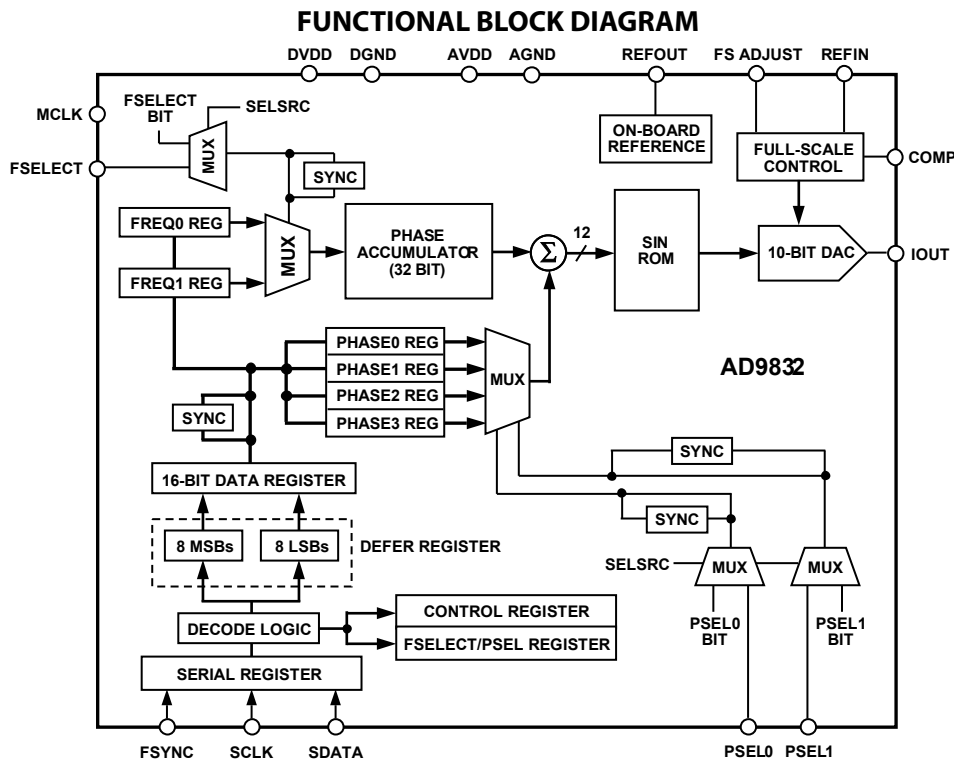 FUNCTIONAL BLOCK DIAGRAM
DVDD
DGND
AVDD
AGND
REFOUT
FS ADJUST
REFIN
MCLK
FSELECT
BIT
SELSRC
FSELECT
MUX
SYNC
ON-BOARD
REFERENCE
FULL-SCALE
CONTROL
COMP
FREQ0 REG
FREQ1 REG
MUX
PHASE
ACCUMULATOR
(32 BIT)
Σ
12
SIN
ROM
10-BIT DAC
IOUT
PHASE0 REG
PHASE1 REG
PHASE2 REG
PHASE3 REG
MUX
AD9832
SYNC
SYNC
16-BIT DATA REGISTER
SYNC
8 MSBs
8 LSBs
DEFER REGISTER
SELSRC
MUX
MUX
DECODE LOGIC
CONTROL REGISTER
FSELECT/PSEL REGISTER
PSEL0
BIT
PSEL1
BIT
SERIAL REGISTER
FSYNC
SCLK
SDATA
PSEL0
PSEL1